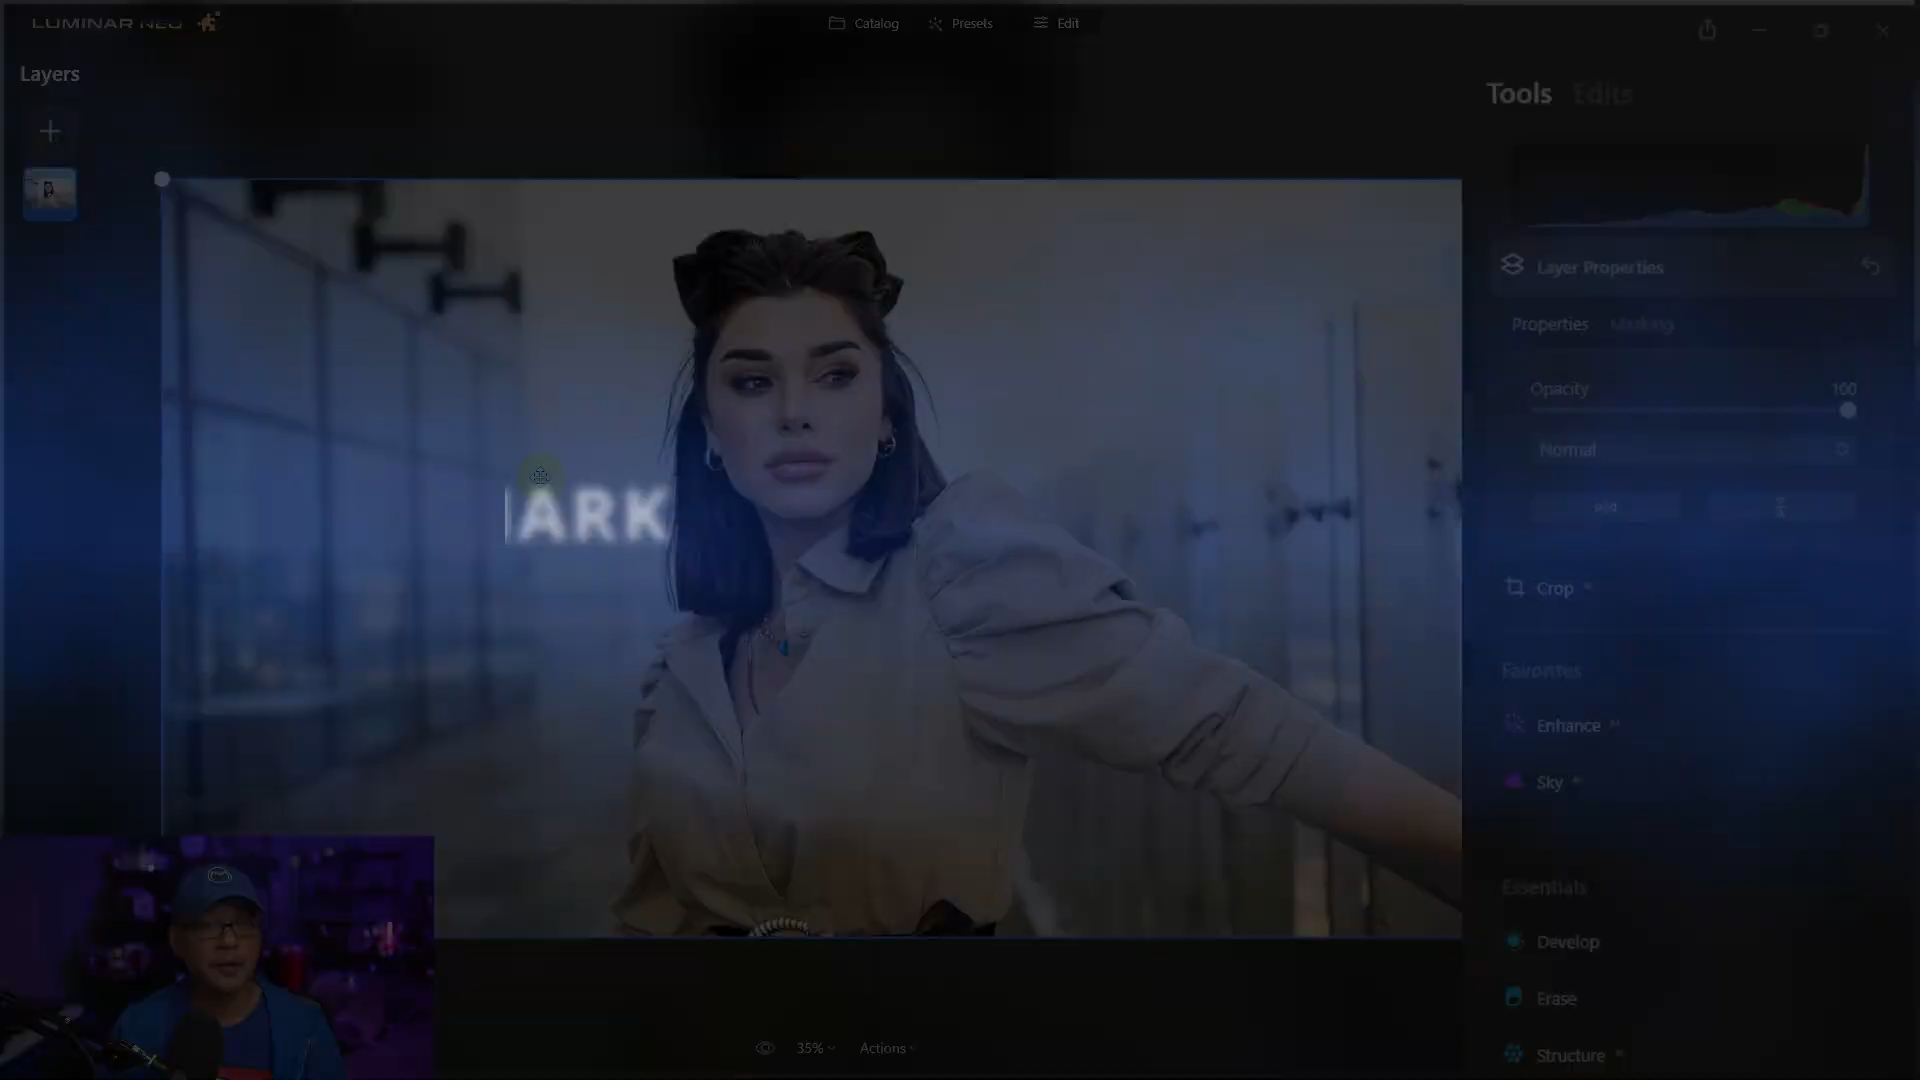 LUMINAR NEO
Catalog
Presets
Edit
Layers
Tools Edits
Layer Properties
Properties Masking
Opacity 100
Normal
ARK
Crop
Favorites
Enhance
Sky
Essentials
Develop
Erase
Structure
35%
Actions